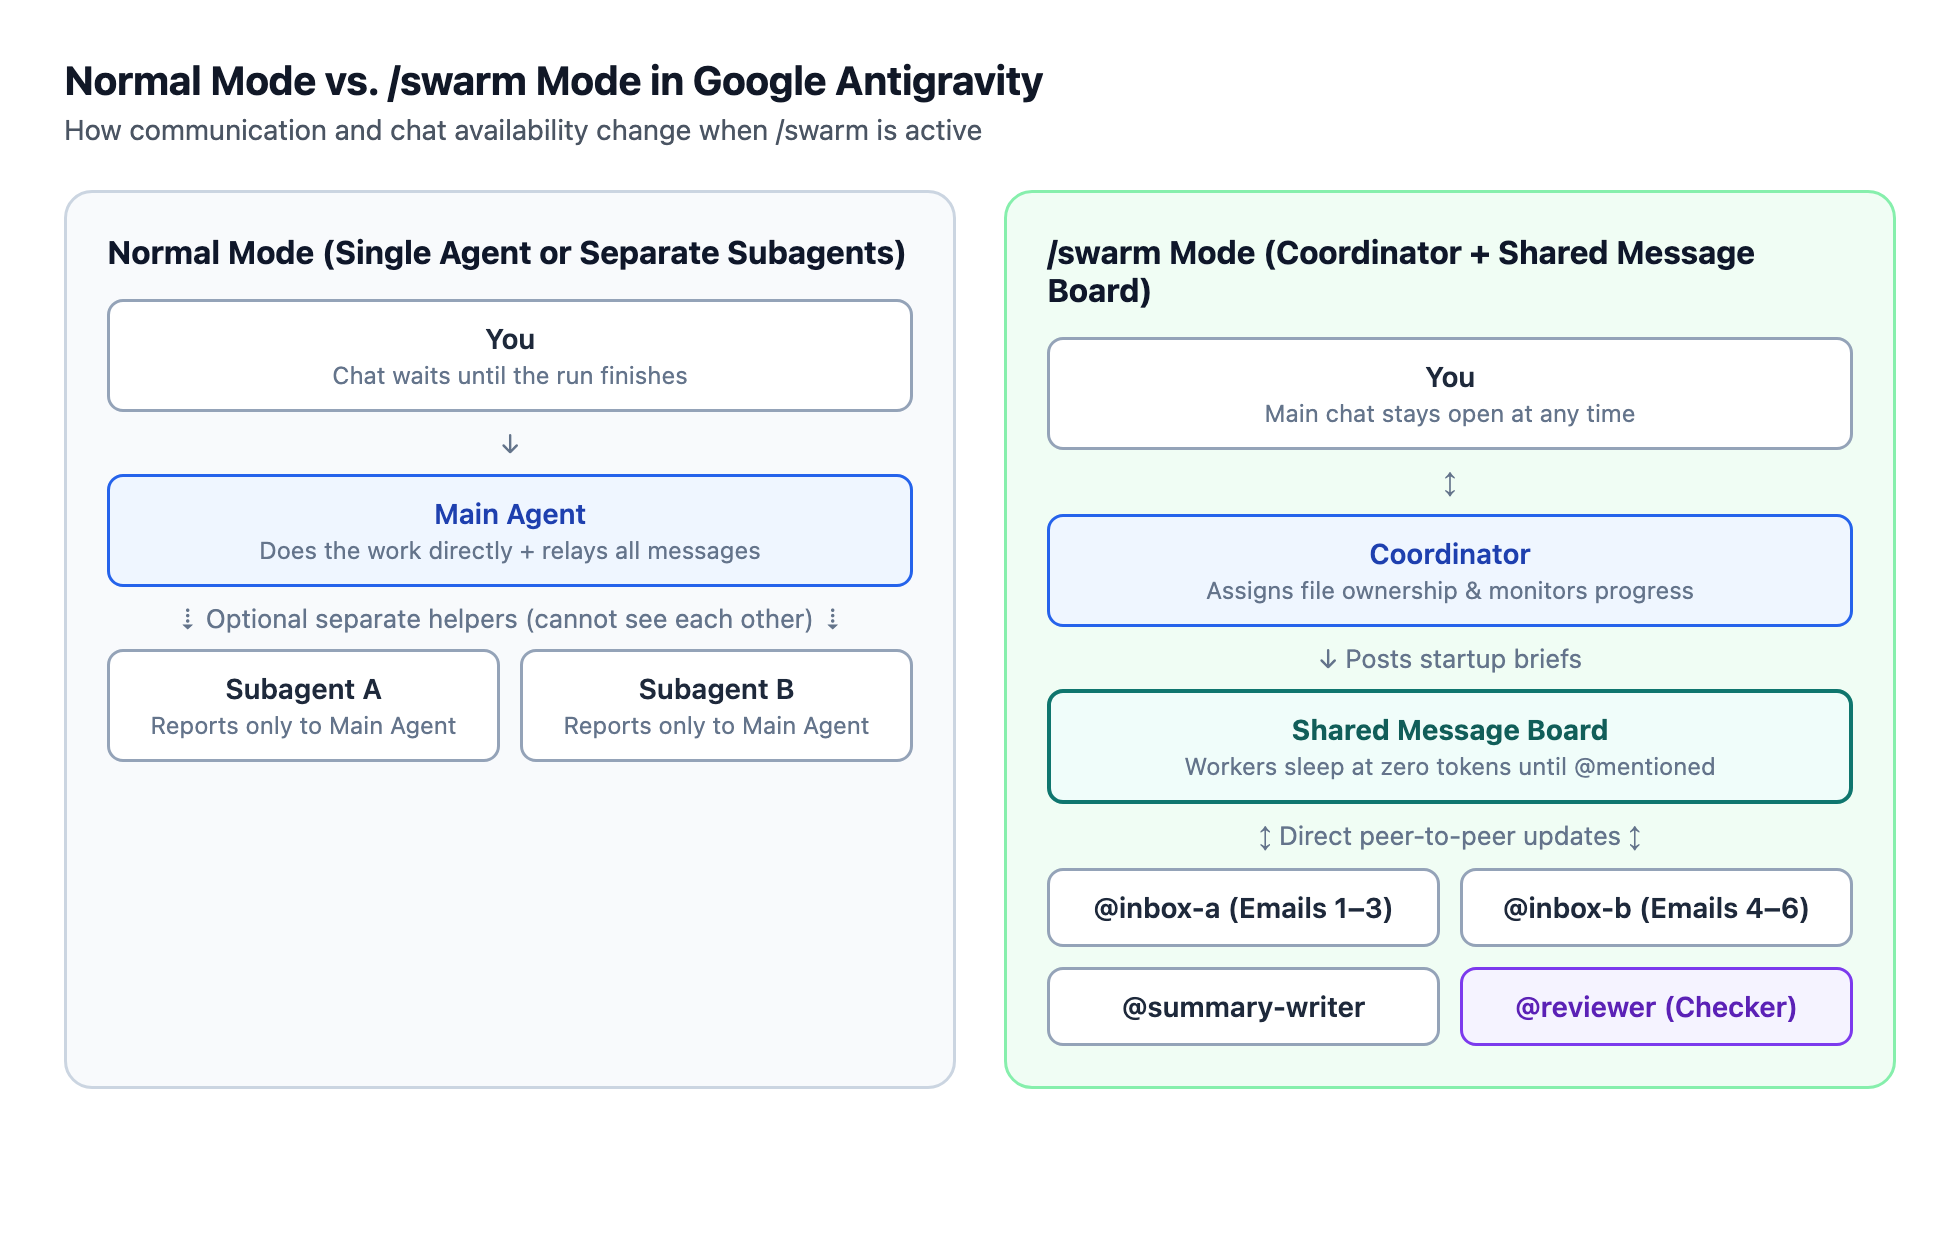 Normal Mode vs. /swarm Mode in Google Antigravity
How communication and chat availability change when /swarm is active
Normal Mode (Single Agent or Separate Subagents)
You
Chat waits until the run finishes
↓
Main Agent
Does the work directly + relays all messages
⇣ Optional separate helpers (cannot see each other) ⇣
Subagent A
Reports only to Main Agent
Subagent B
Reports only to Main Agent
/swarm Mode (Coordinator + Shared Message
Board)
You
Main chat stays open at any time
↕
Coordinator
Assigns file ownership & monitors progress
↓ Posts startup briefs
Shared Message Board
Workers sleep at zero tokens until @mentioned
↕ Direct peer-to-peer updates ↕
@inbox-a (Emails 1–3)
@inbox-b (Emails 4–6)
@summary-writer
@reviewer (Checker)